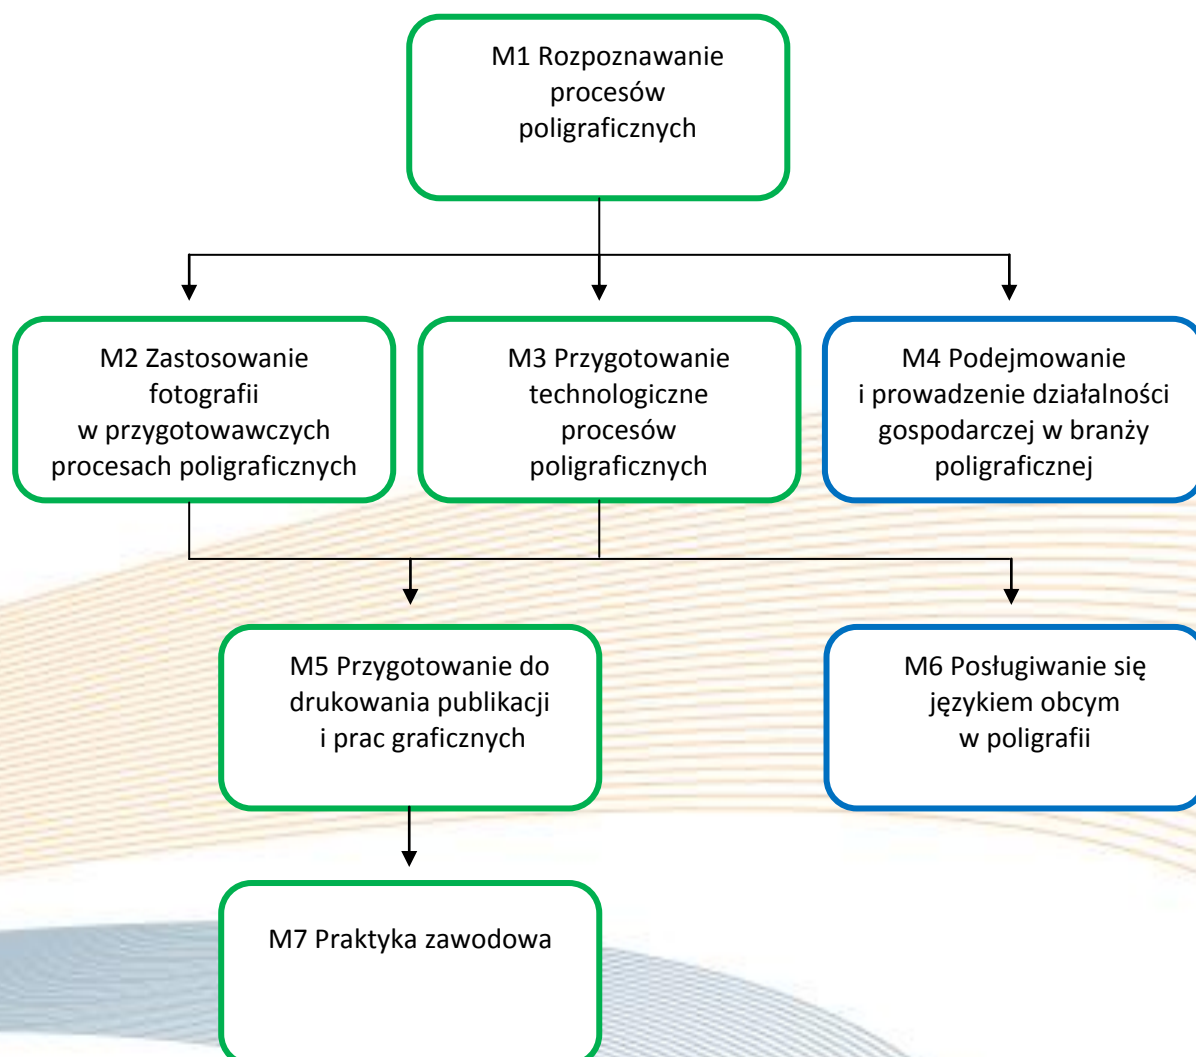 M1 Rozpoznawanie
procesów
poligraficznych
M2 Zastosowanie
fotografii
w przygotowawczych
procesach poligraficznych
M3 Przygotowanie
technologiczne
procesów
poligraficznych
M4 Podejmowanie
i prowadzenie działalności
gospodarczej w branży
poligraficznej
M5 Przygotowanie do
drukowania publikacji
i prac graficznych
M6 Posługiwanie się
językiem obcym
w poligrafii
M7 Praktyka zawodowa